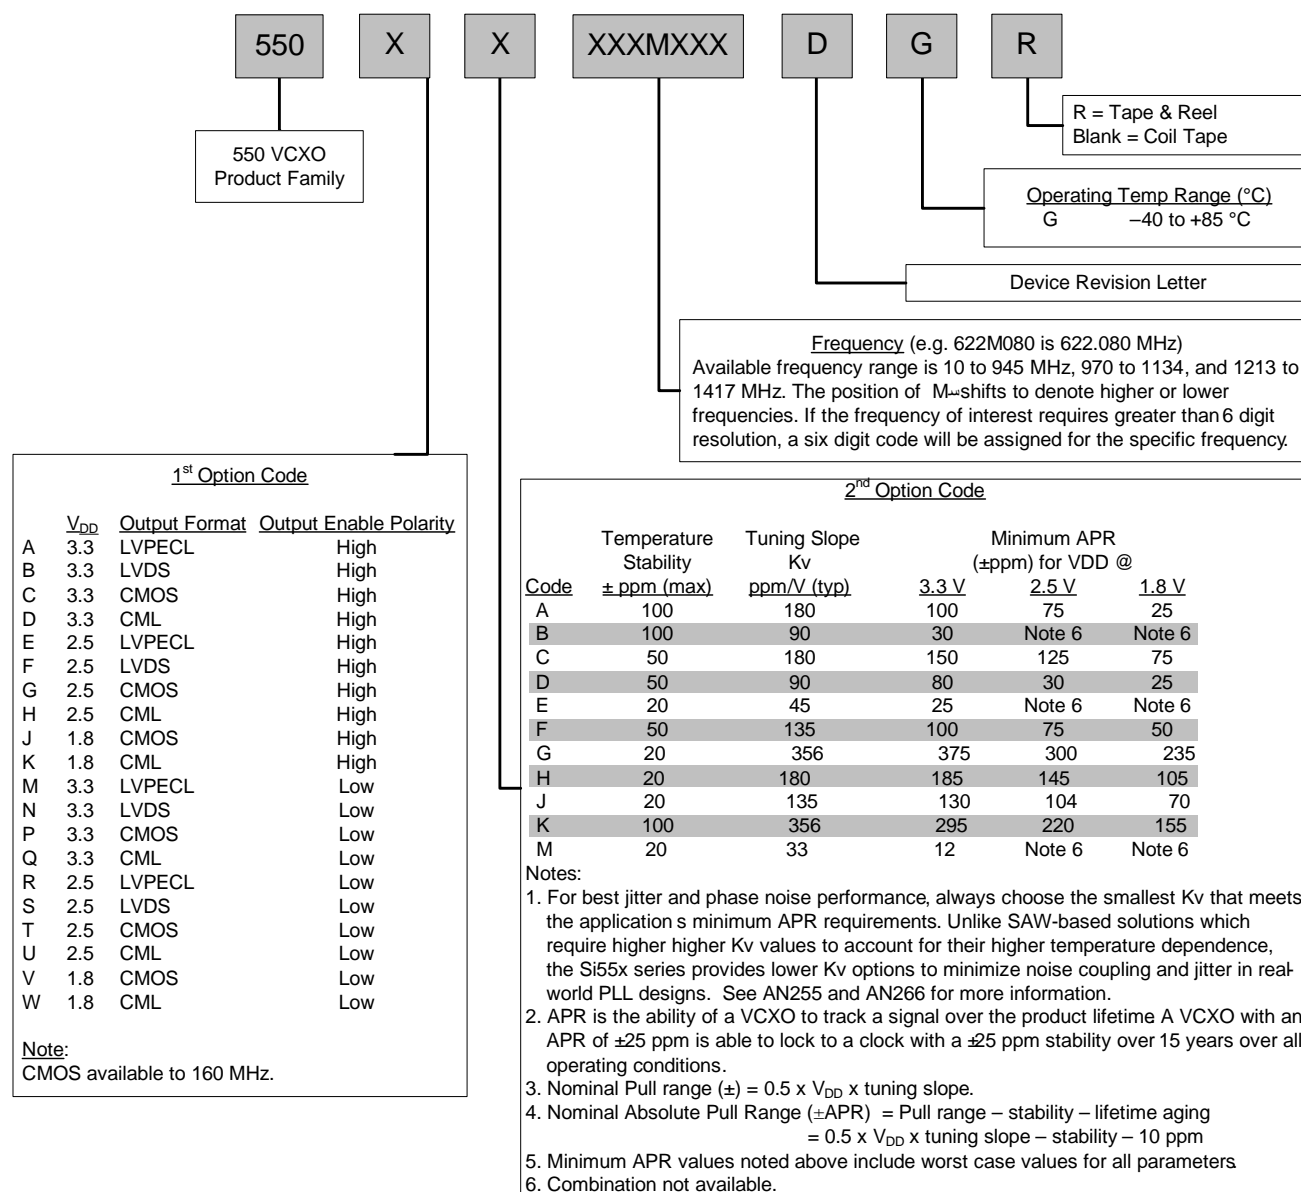 550 X X XXXMXXX D G R
R = Tape & Reel
Blank = Coil Tape
550 VCXO
Product Family
Operating Temp Range (°C)
G –40 to +85 °C
Device Revision Letter
Frequency (e.g. 622M080 is 622.080 MHz)
Available frequency range is 10 to 945 MHz, 970 to 1134, and 1213 to
1417 MHz. The position of M shifts to denote higher or lower
frequencies. If the frequency of interest requires greater than 6 digit
resolution, a six digit code will be assigned for the specific frequency.
1st Option Code
VDD Output Format Output Enable Polarity
A 3.3 LVPECL High
B 3.3 LVDS High
C 3.3 CMOS High
D 3.3 CML High
E 2.5 LVPECL High
F 2.5 LVDS High
G 2.5 CMOS High
H 2.5 CML High
J 1.8 CMOS High
K 1.8 CML High
M 3.3 LVPECL Low
N 3.3 LVDS Low
P 3.3 CMOS Low
Q 3.3 CML Low
R 2.5 LVPECL Low
S 2.5 LVDS Low
T 2.5 CMOS Low
U 2.5 CML Low
V 1.8 CMOS Low
W 1.8 CML Low
Note:
CMOS available to 160 MHz.
2nd Option Code
Temperature Tuning Slope Minimum APR
Stability Kv (±ppm) for VDD @
Code ± ppm (max) ppm/V (typ) 3.3 V 2.5 V 1.8 V
A 100 180 100 75 25
B 100 90 30 Note 6 Note 6
C 50 180 150 125 75
D 50 90 80 30 25
E 20 45 25 Note 6 Note 6
F 50 135 100 75 50
G 20 356 375 300 235
H 20 180 185 145 105
J 20 135 130 104 70
K 100 356 295 220 155
M 20 33 12 Note 6 Note 6
Notes:
1. For best jitter and phase noise performance, always choose the smallest Kv that meets
the application s minimum APR requirements. Unlike SAW-based solutions which
require higher higher Kv values to account for their higher temperature dependence,
the Si55x series provides lower Kv options to minimize noise coupling and jitter in real-
world PLL designs. See AN255 and AN266 for more information.
2. APR is the ability of a VCXO to track a signal over the product lifetime. A VCXO with an
APR of ±25 ppm is able to lock to a clock with a ±25 ppm stability over 15 years over all
operating conditions.
3. Nominal Pull range (±) = 0.5 x VDD x tuning slope.
4. Nominal Absolute Pull Range (±APR) = Pull range – stability – lifetime aging
= 0.5 x VDD x tuning slope – stability – 10 ppm
5. Minimum APR values noted above include worst case values for all parameters.
6. Combination not available.